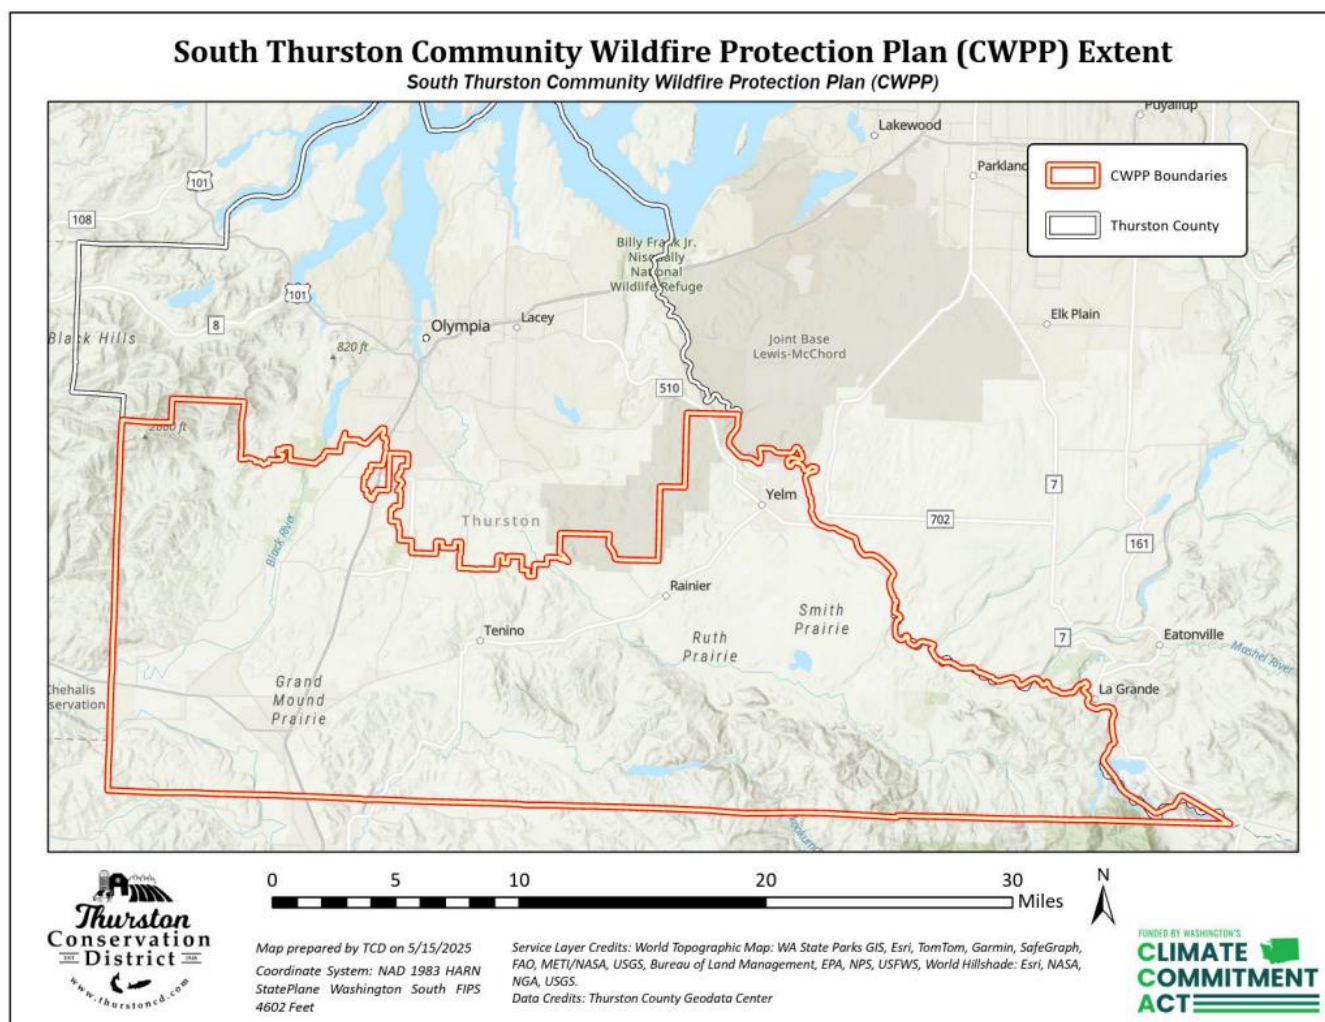 South Thurston Community Wildfire Protection Plan (CWPP) Extent
South Thurston Community Wildfire Protection Plan (CWPP)
Puyallup
Lakewood
Parkland
CWPP Boundaries
Thurston County
101
108
Billy Frank Jr.
Nisqually
National
Wildlife Refuge
101
8
Black Hills
Olympia
Lacey
820 ft
Elk Plain
Joint Base
Lewis-McChord
510
2660 ft
Yelm
7
702
161
Thurston
Black River
Rainier
Smith
Prairie
Tenino
Ruth
Prairie
7
Eatonville
Mashel River
La Grande
Grand
Mound
Prairie
Chehalis
servation
0 5 10 20 30
Miles
N
Thurston
Conservation
District
EST 1948
www.thurstoncd.com
Map prepared by TCD on 5/15/2025
Coordinate System: NAD 1983 HARN
StatePlane Washington South FIPS
4602 Feet
Service Layer Credits: World Topographic Map: WA State Parks GIS, Esri, TomTom, Garmin, SafeGraph,
FAO, METI/NASA, USGS, Bureau of Land Management, EPA, NPS, USFWS, World Hillshade: Esri, NASA,
NGA, USGS.
Data Credits: Thurston County Geodata Center
FUNDED BY WASHINGTON'S
CLIMATE
COMMITMENT
ACT